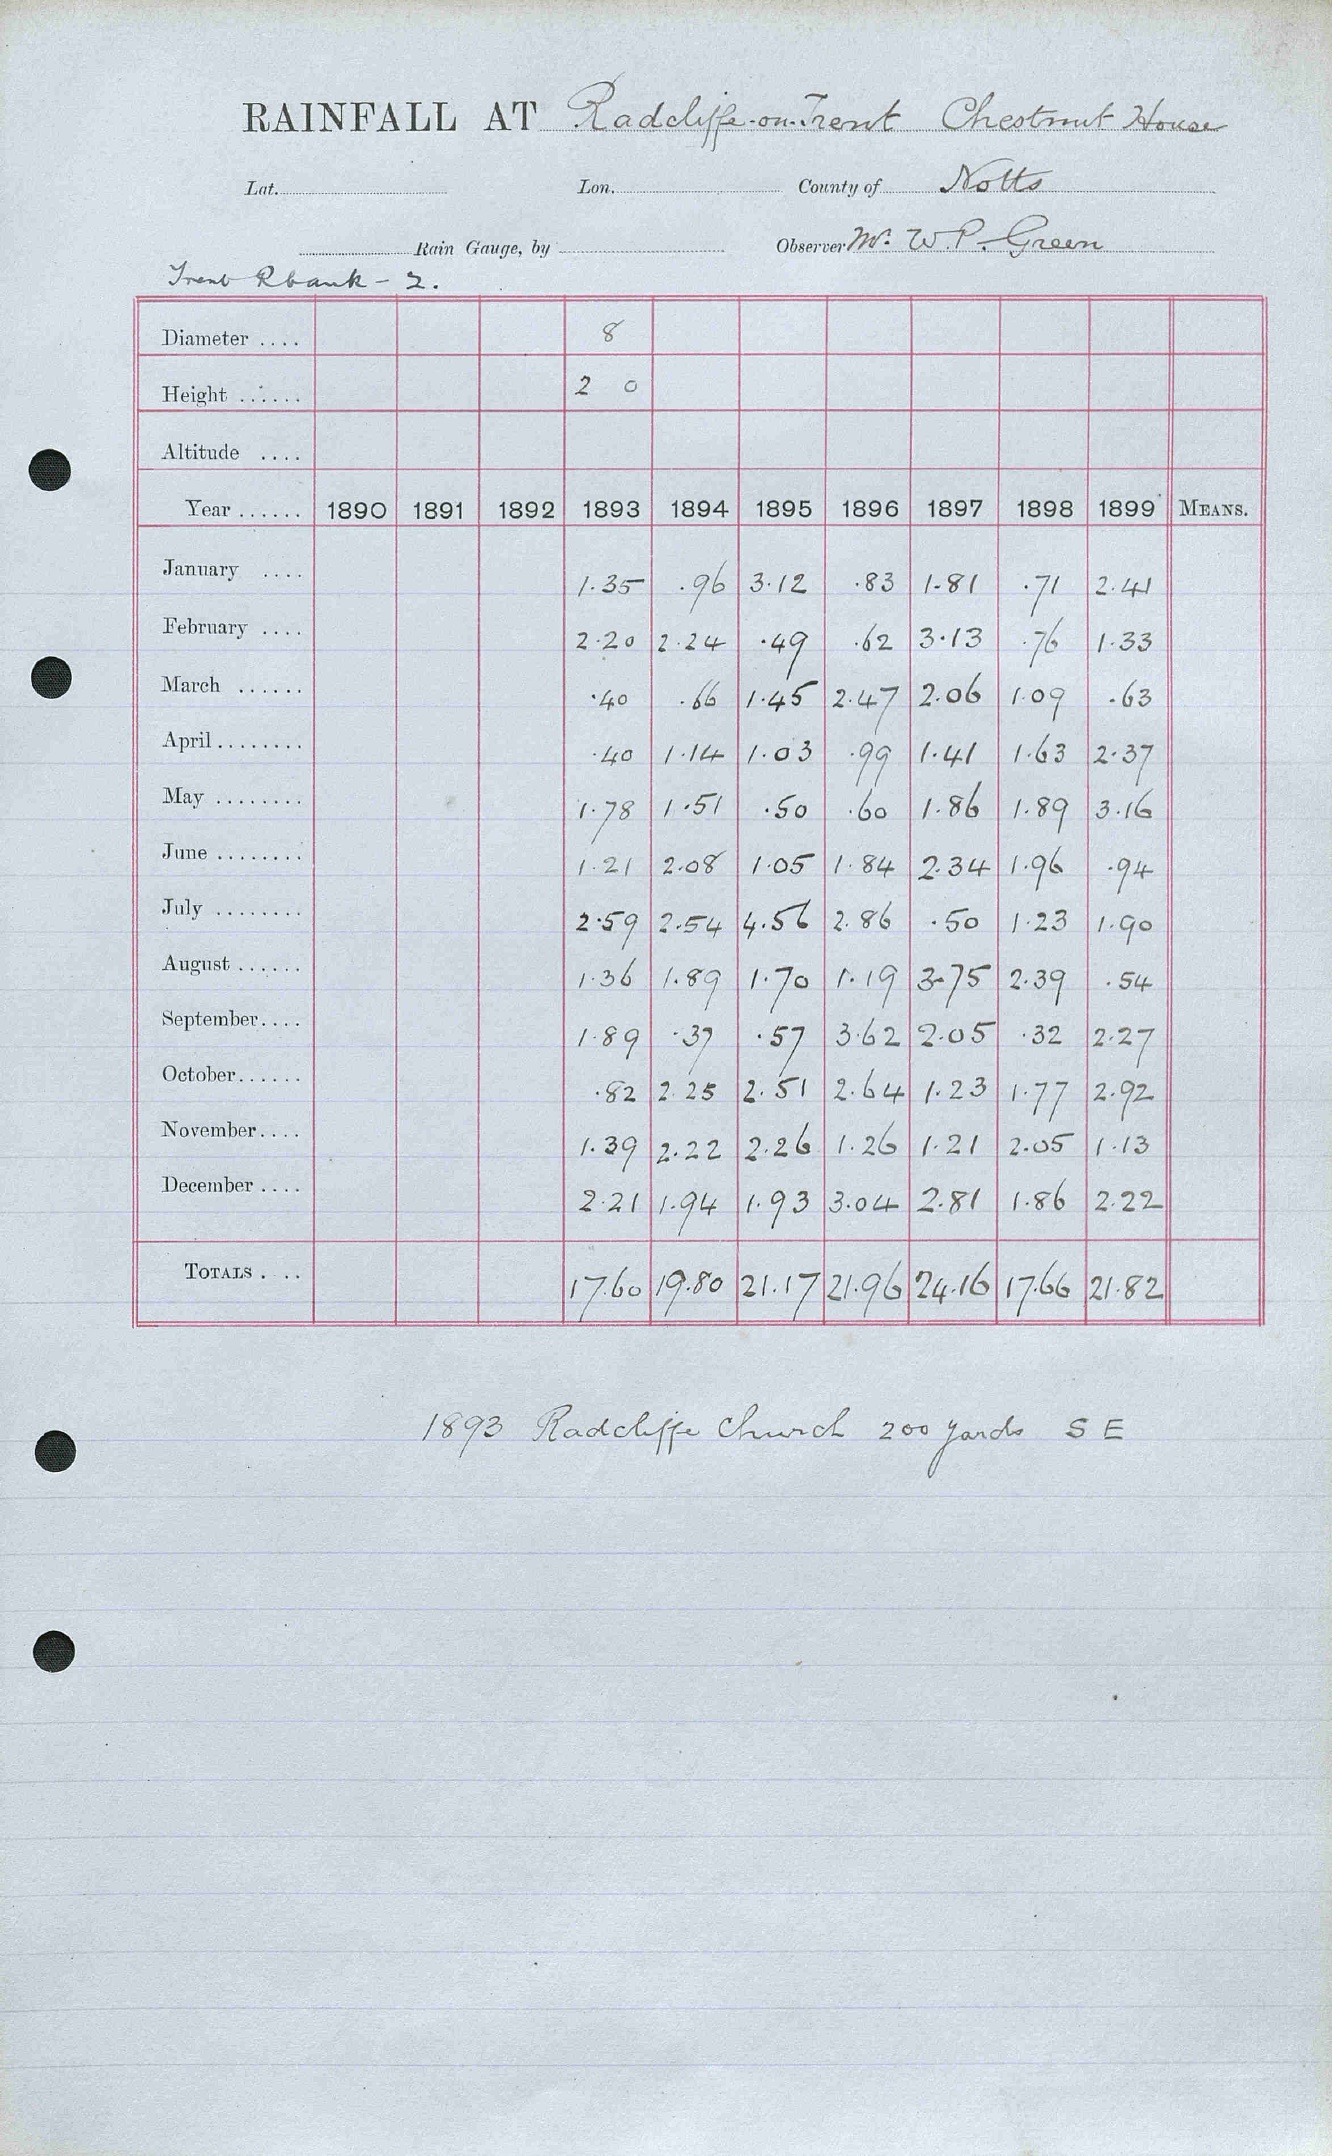 RAINFALL AT Radcliffe-on-Trent Chestnut House
Lat. Lon. County of Notts
Rain Gauge, by Observer Mr. W. P. Green
Trent R bank - 2.
Diameter .... 8
Height ...... 2 0
Altitude ....
Year ...... 1890 1891 1892 1893 1894 1895 1896 1897 1898 1899 MEANS.
January .... 1.35 .96 3.12 .83 1.81 .71 2.41
February .... 2.20 2.24 .49 .62 3.13 .76 1.33
March ...... .40 .66 1.45 2.47 2.06 1.09 .63
April ........ .40 1.14 1.03 .99 1.41 1.63 2.37
May ........ 1.78 1.51 .50 .60 1.86 1.89 3.16
June ........ 1.21 2.08 1.05 1.84 2.34 1.96 .94
July ........ 2.59 2.54 4.56 2.86 .50 1.23 1.90
August ...... 1.36 1.89 1.70 1.19 3.75 2.39 .54
September.... 1.89 .37 .57 3.62 2.05 .32 2.27
October...... .82 2.25 2.51 2.64 1.23 1.77 2.92
November.... 1.39 2.22 2.26 1.26 1.21 2.05 1.13
December .... 2.21 1.94 1.93 3.04 2.81 1.86 2.22
TOTALS . .. 17.60 19.80 21.17 21.96 24.16 17.66 21.82
1893 Radcliffe Church 200 yards S E